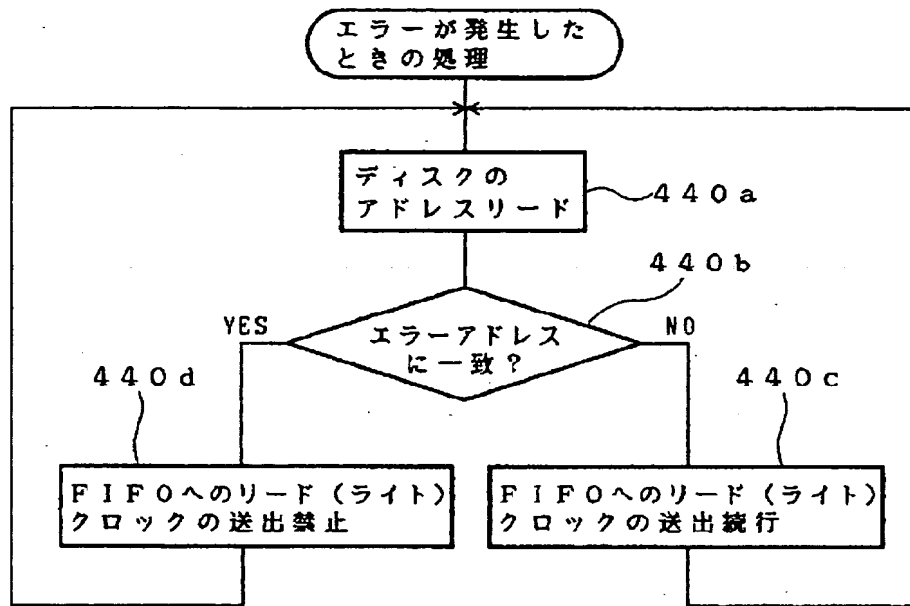 エラーが発生した
ときの処理
ディスクの
アドレスリード
440a
440b
YES
エラーアドレス
に一致?
NO
440d
440c
FIFOへのリード(ライト)
クロックの送出禁止
FIFOへのリード(ライト)
クロックの送出続行